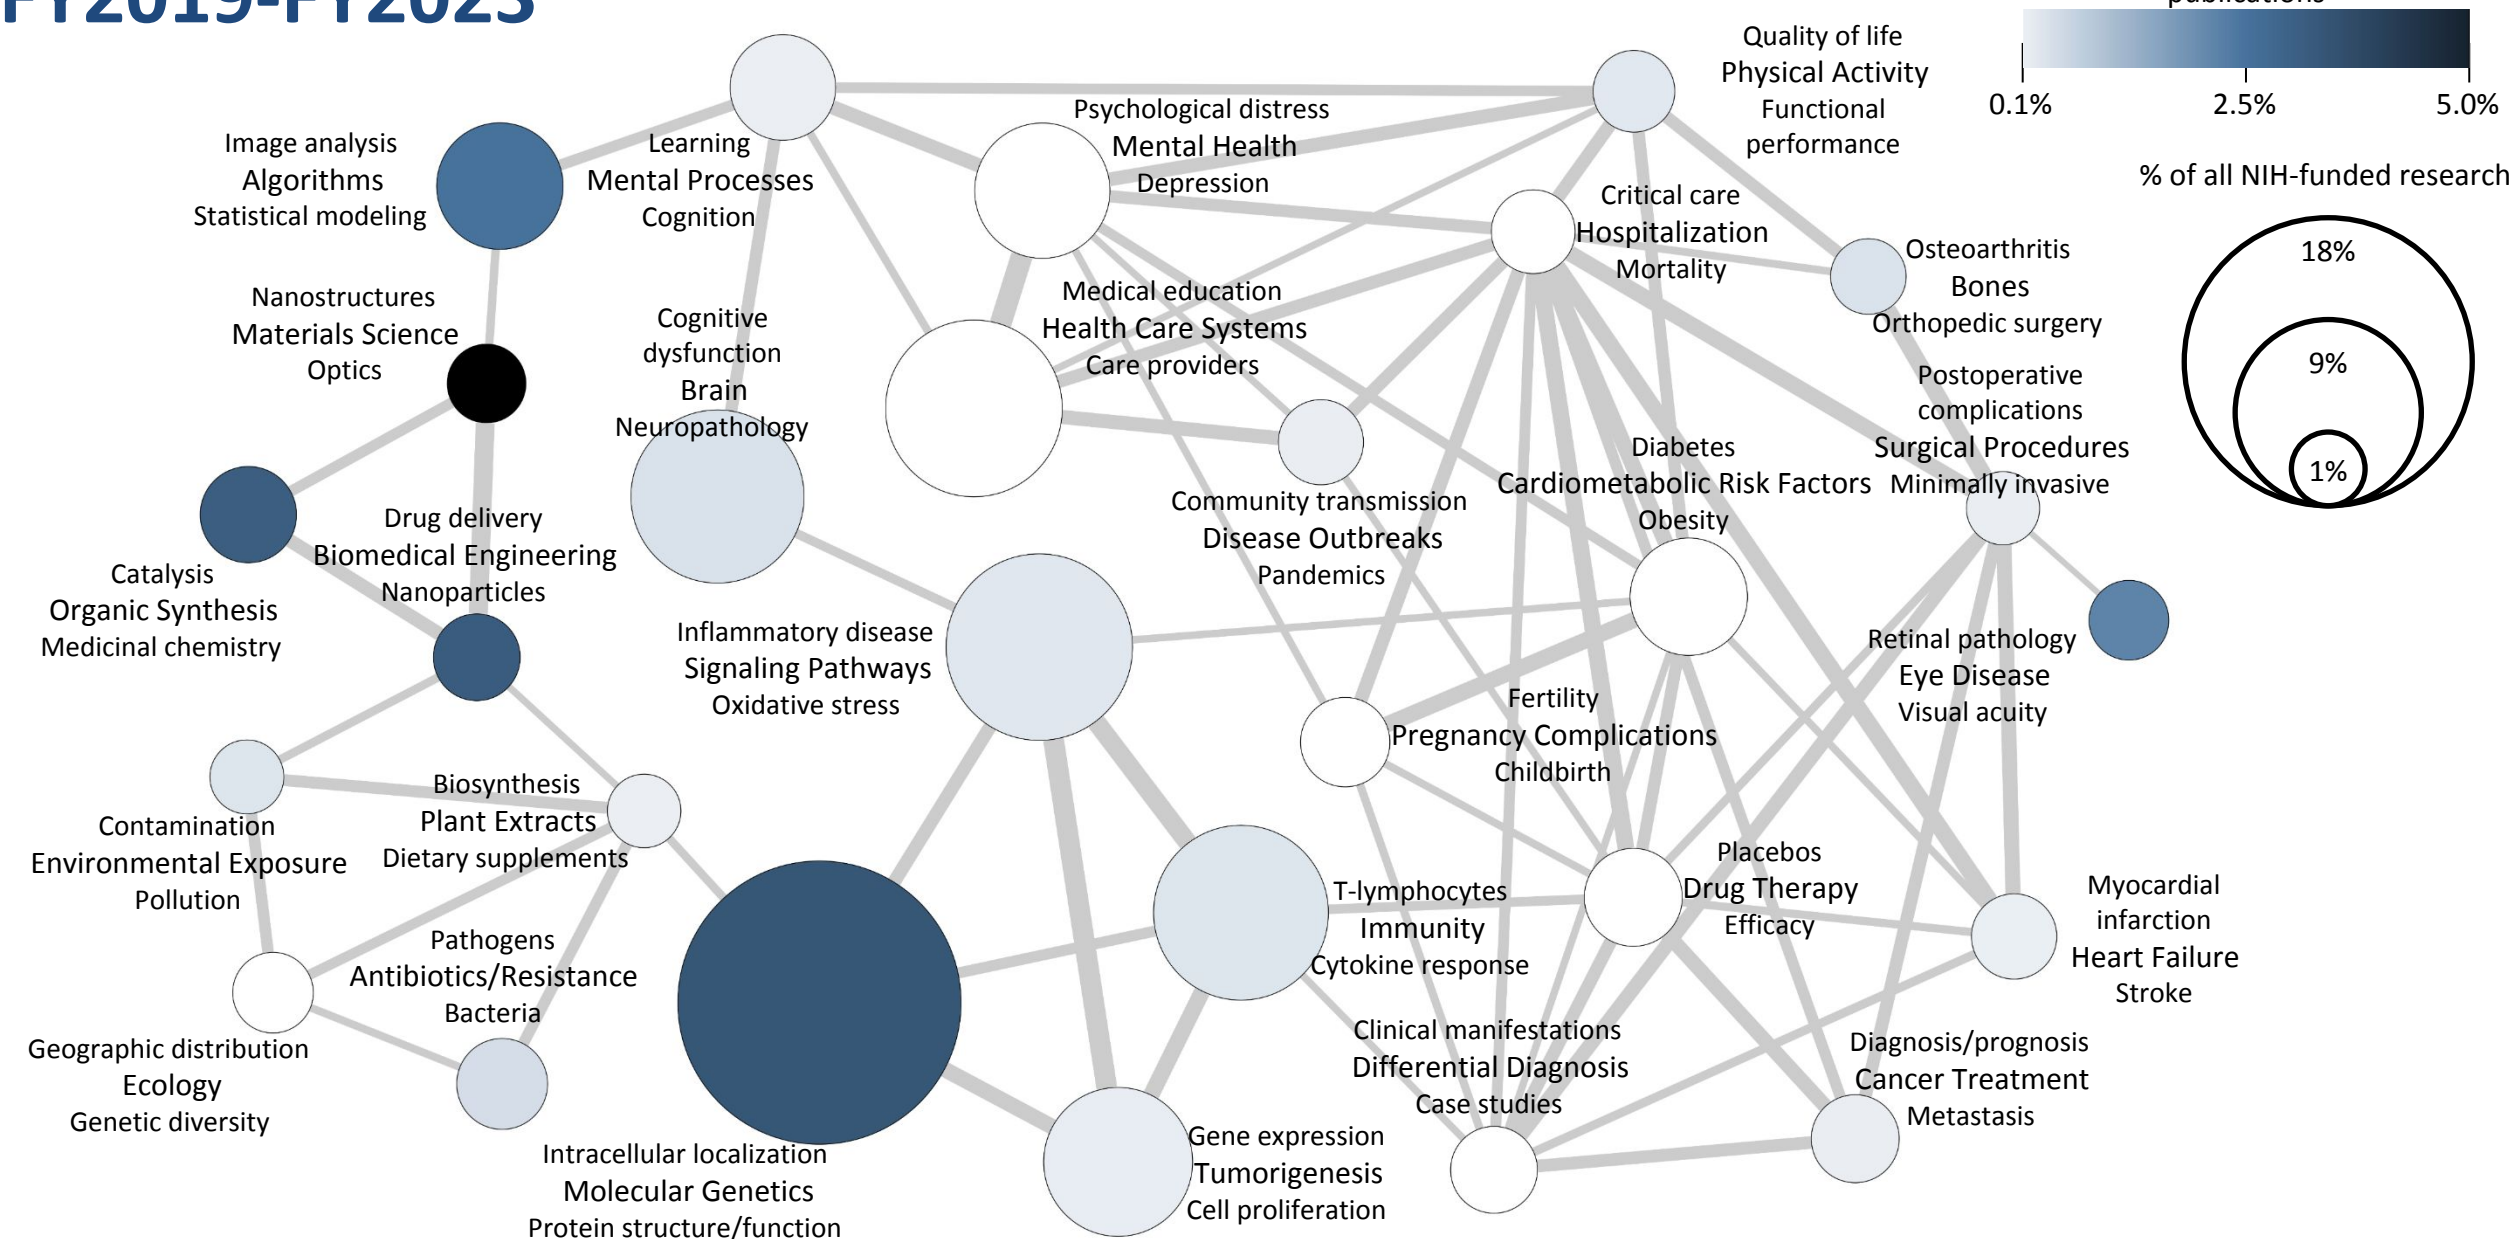 FY2019-FY2023
publications
0.1%
2.5%
5.0%
% of all NIH-funded research
18%
9%
1%
Quality of life
Physical Activity
Functional
performance
Psychological distress
Mental Health
Depression
Image analysis
Algorithms
Statistical modeling
Learning
Mental Processes
Cognition
Critical care
Hospitalization
Mortality
Osteoarthritis
Bones
Orthopedic surgery
Nanostructures
Materials Science
Optics
Cognitive
dysfunction
Brain
Neuropathology
Medical education
Health Care Systems
Care providers
Postoperative
complications
Surgical Procedures
Minimally invasive
Diabetes
Cardiometabolic Risk Factors
Obesity
Community transmission
Disease Outbreaks
Pandemics
Drug delivery
Biomedical Engineering
Nanoparticles
Catalysis
Organic Synthesis
Medicinal chemistry
Inflammatory disease
Signaling Pathways
Oxidative stress
Retinal pathology
Eye Disease
Visual acuity
Fertility
Pregnancy Complications
Childbirth
Biosynthesis
Plant Extracts
Dietary supplements
Contamination
Environmental Exposure
Pollution
Placebos
Drug Therapy
Efficacy
T-lymphocytes
Immunity
Cytokine response
Myocardial
infarction
Heart Failure
Stroke
Pathogens
Antibiotics/Resistance
Bacteria
Geographic distribution
Ecology
Genetic diversity
Clinical manifestations
Differential Diagnosis
Case studies
Diagnosis/prognosis
Cancer Treatment
Metastasis
Intracellular localization
Molecular Genetics
Protein structure/function
Gene expression
Tumorigenesis
Cell proliferation